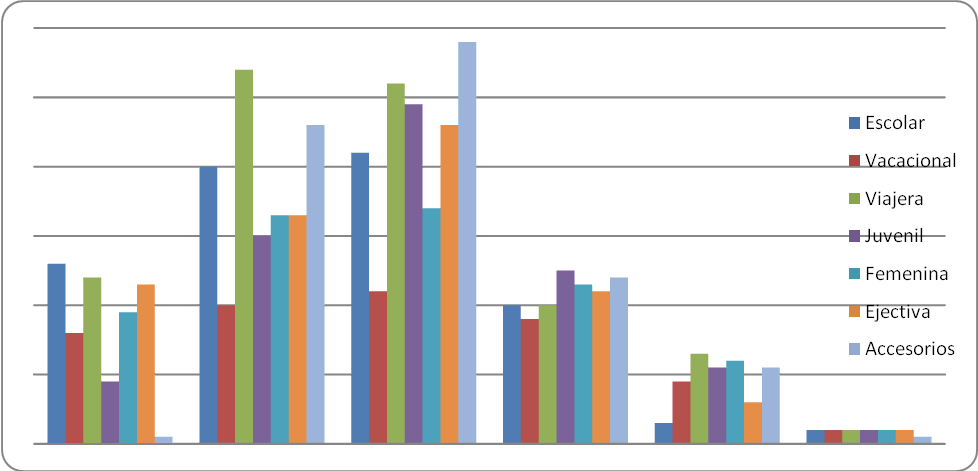 Escolar
Vacacional
Viajera
Juvenil
Femenina
Ejectiva
Accesorios